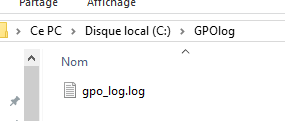 Partage Affichage
Ce PC > Disque local (C:) > GPOlog
Nom
gpo_log.log